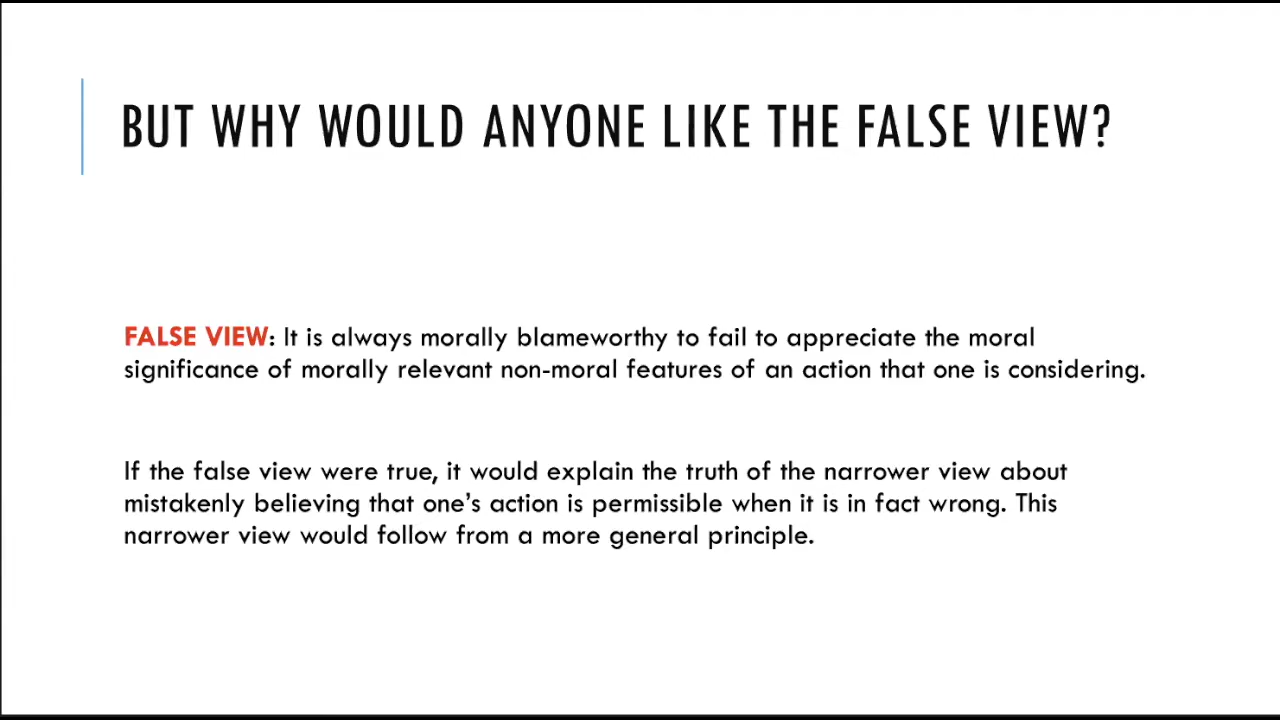 BUT WHY WOULD ANYONE LIKE THE FALSE VIEW?
FALSE VIEW: It is always morally blameworthy to fail to appreciate the moral
significance of morally relevant non-moral features of an action that one is considering.
If the false view were true, it would explain the truth of the narrower view about
mistakenly believing that one’s action is permissible when it is in fact wrong. This
narrower view would follow from a more general principle.